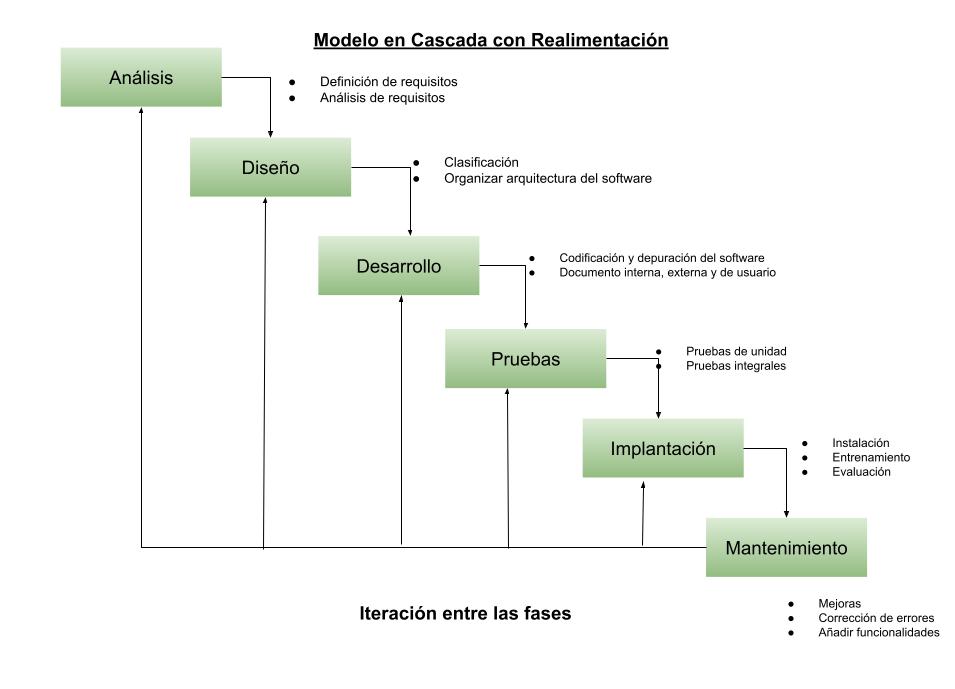 Modelo en Cascada con Realimentación
Análisis
● Definición de requisitos
● Análisis de requisitos
Diseño
● Clasificación
● Organizar arquitectura del software
Desarrollo
● Codificación y depuración del software
● Documento interna, externa y de usuario
Pruebas
● Pruebas de unidad
● Pruebas integrales
Implantación
● Instalación
● Entrenamiento
● Evaluación
Mantenimiento
● Mejoras
● Corrección de errores
● Añadir funcionalidades
Iteración entre las fases